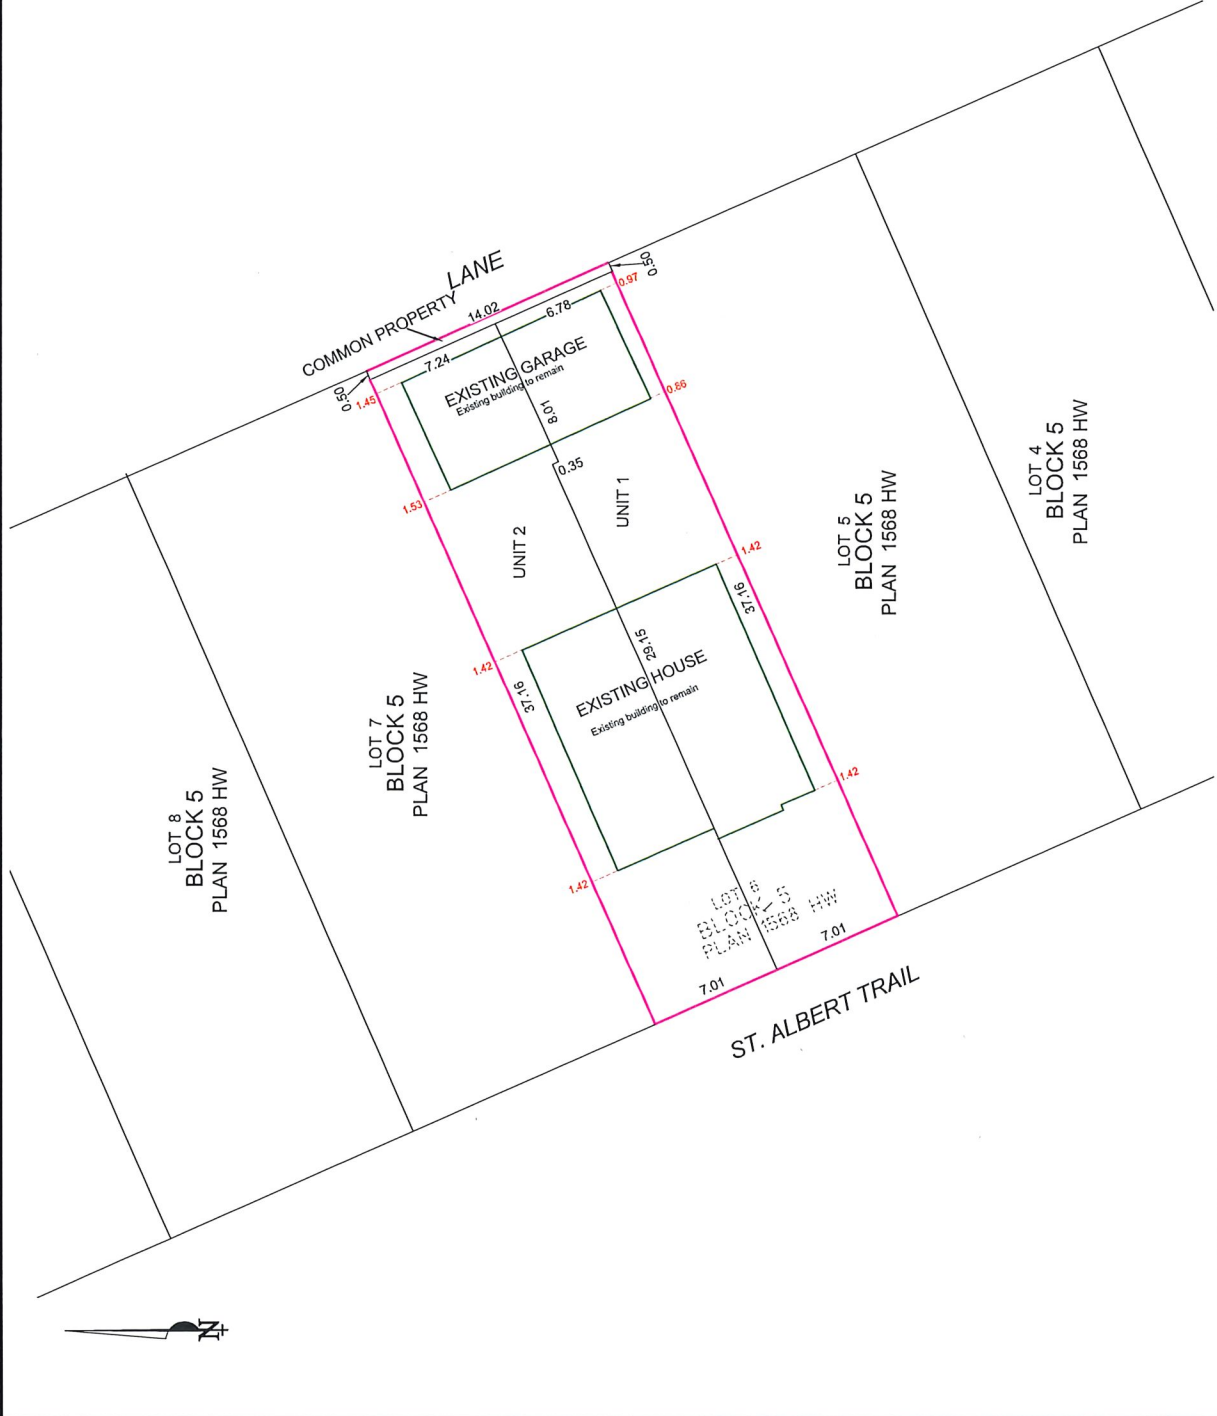 LANE
COMMON PROPERTY
14.02
0.50
0.50
0.97
6.78
7.24
1.45
EXISTING GARAGE
Existing building to remain
8.01
0.86
0.35
1.53
UNIT 1
UNIT 2
1.42
37.16
1.42
37.16
29.15
EXISTING HOUSE
Existing building to remain
1.42
1.42
LOT 6
BLOCK 5
PLAN 1568 HW
7.01
7.01
ST. ALBERT TRAIL
LOT 4
BLOCK 5
PLAN 1568 HW
LOT 5
BLOCK 5
PLAN 1568 HW
LOT 7
BLOCK 5
PLAN 1568 HW
LOT 8
BLOCK 5
PLAN 1568 HW
N